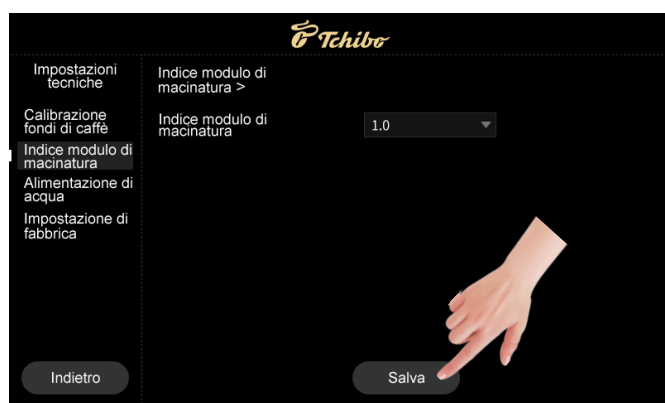 Tchibo
Impostazioni
tecniche
Calibrazione
fondi di caffè
Indice modulo di
macinatura
Alimentazione di
acqua
Impostazione di
fabbrica
Indietro
Indice modulo di
macinatura >
Indice modulo di
macinatura
1.0
Salva